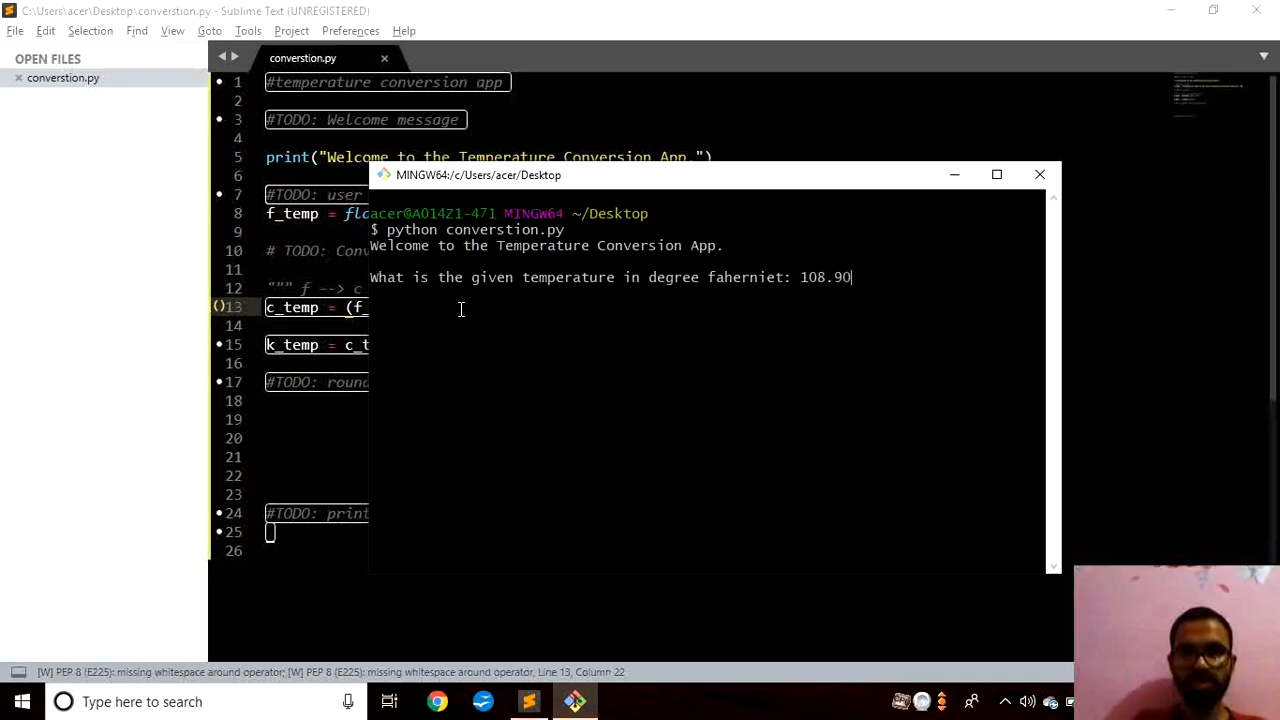 C:\Users\acer\Desktop\converstion.py - Sublime Text (UNREGISTERED)
File Edit Selection Find View Goto Tools Project Preferences Help
OPEN FILES
converstion.py
converstion.py
1 #temperature conversion app
2
3 #TODO: Welcome message
4
5 print("Welcome to the Temperature Conversion App.")
6
7 #TODO: user
8 f_temp = flo
9
10 # TODO: Conv
11
12 """ f --> c
13 c_temp = (f_
14
15 k_temp = c_t
16
17 #TODO: round
18
19
20
21
22
23
24 #TODO: print
25
26
MINGW64:/c/Users/acer/Desktop
acer@AO14Z1-471 MINGW64 ~/Desktop
$ python converstion.py
Welcome to the Temperature Conversion App.
What is the given temperature in degree faherniet: 108.90
[W] PEP 8 (E225): missing whitespace around operator; [W] PEP 8 (E225): missing whitespace around operator, Line 13, Column 22
Type here to search